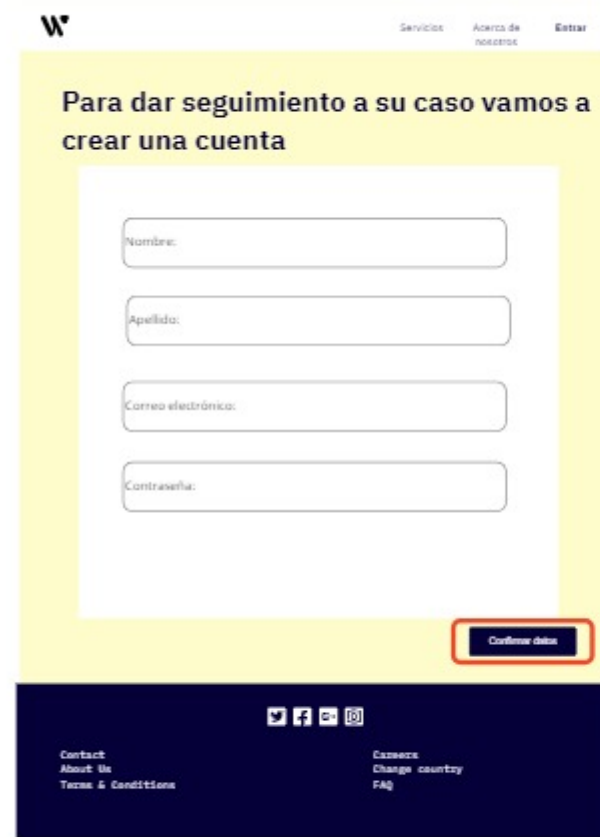 W
Servicios Acerca de Entrar
nosotros
Para dar seguimiento a su caso vamos a
crear una cuenta
Nombre:
Apellido:
Correo electrónico:
Contraseña:
Confirmar datos
Contact
About Us
Terms & Conditions
Careers
Change country
FAQ